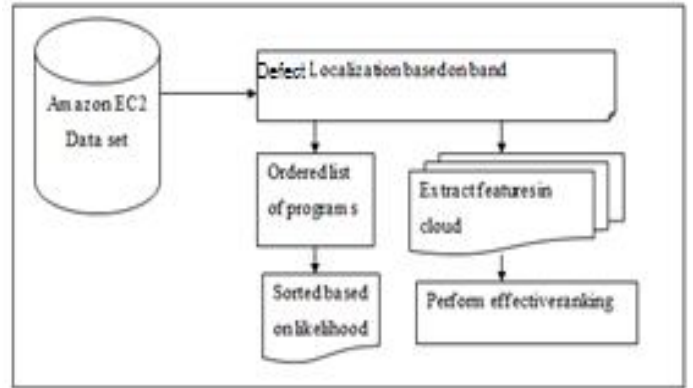 Amazon EC2
Data set
Defect Localization based on band
Ordered list
of programs
Extract features in
cloud
Sorted based
on likelihood
Perform effective ranking